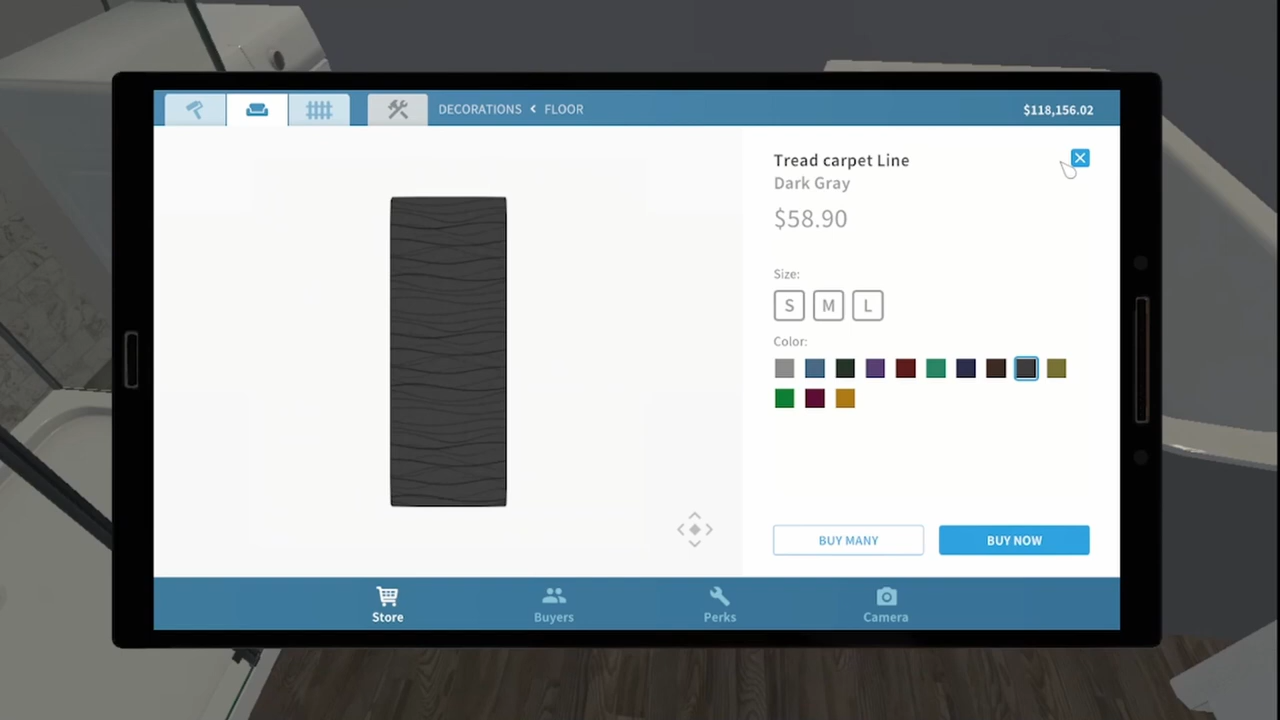 DECORATIONS < FLOOR
$118,156.02
Tread carpet Line
Dark Gray
$58.90
Size:
S M L
Color:
BUY MANY
BUY NOW
Store
Buyers
Perks
Camera